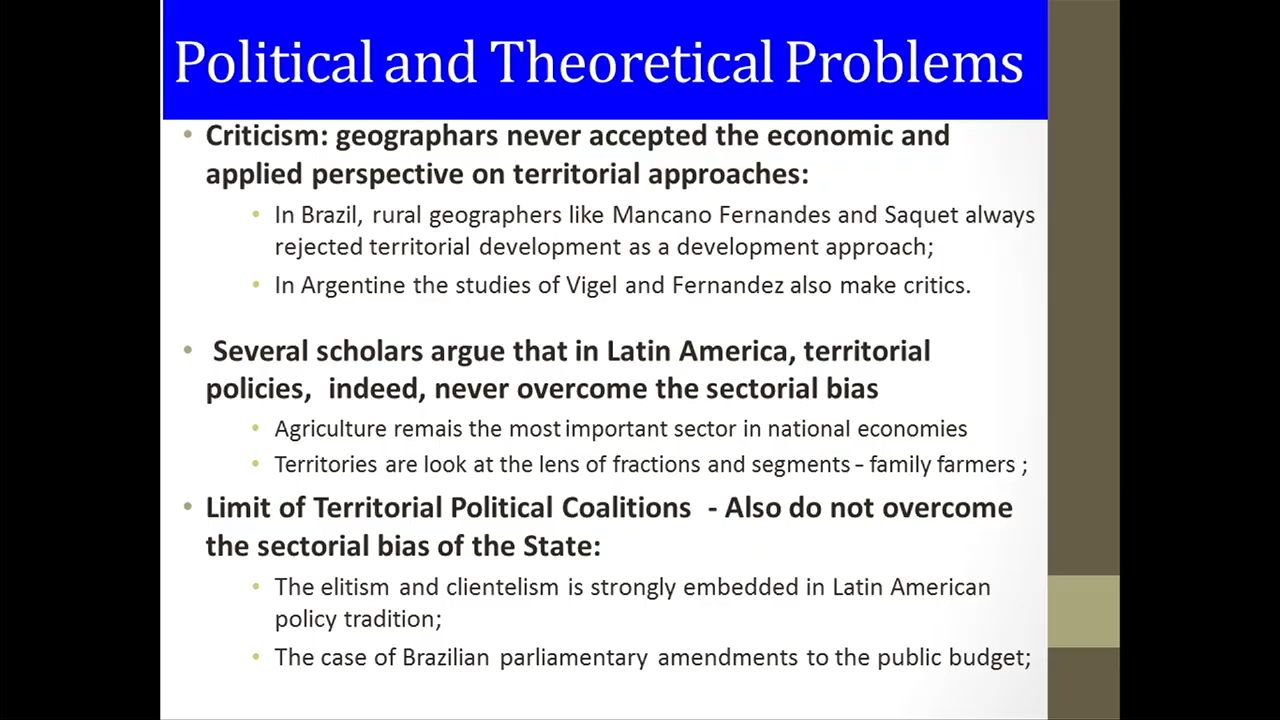 Political and Theoretical Problems
• Criticism: geographars never accepted the economic and
applied perspective on territorial approaches:
• In Brazil, rural geographers like Mancano Fernandes and Saquet always
rejected territorial development as a development approach;
• In Argentine the studies of Vigel and Fernandez also make critics.
• Several scholars argue that in Latin America, territorial
policies, indeed, never overcome the sectorial bias
• Agriculture remais the most important sector in national economies
• Territories are look at the lens of fractions and segments – family farmers ;
• Limit of Territorial Political Coalitions - Also do not overcome
the sectorial bias of the State:
• The elitism and clientelism is strongly embedded in Latin American
policy tradition;
• The case of Brazilian parliamentary amendments to the public budget;